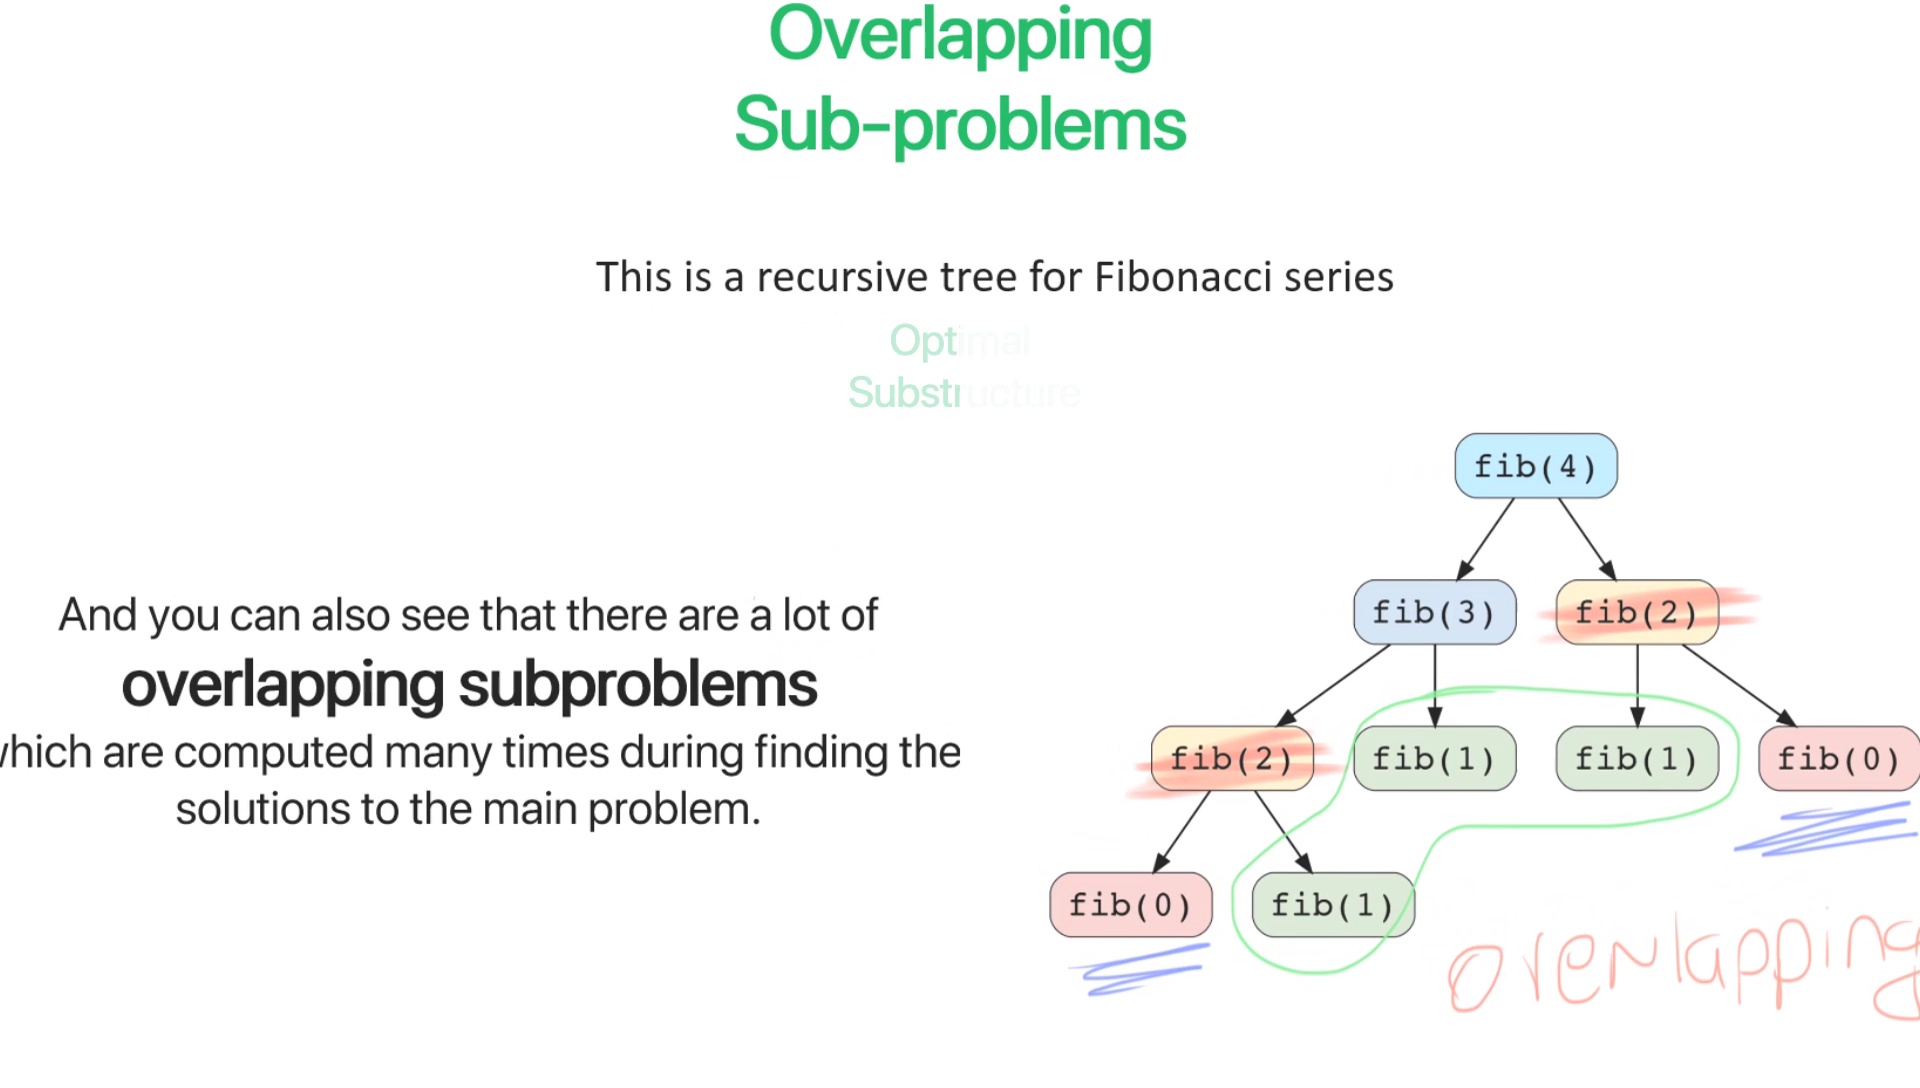 Overlapping
Sub-problems
This is a recursive tree for Fibonacci series
Optimal
Substructure
And you can also see that there are a lot of
overlapping subproblems
which are computed many times during finding the
solutions to the main problem.
fib(4)
fib(3) fib(2)
fib(2) fib(1) fib(1) fib(0)
fib(0) fib(1)
overlapping